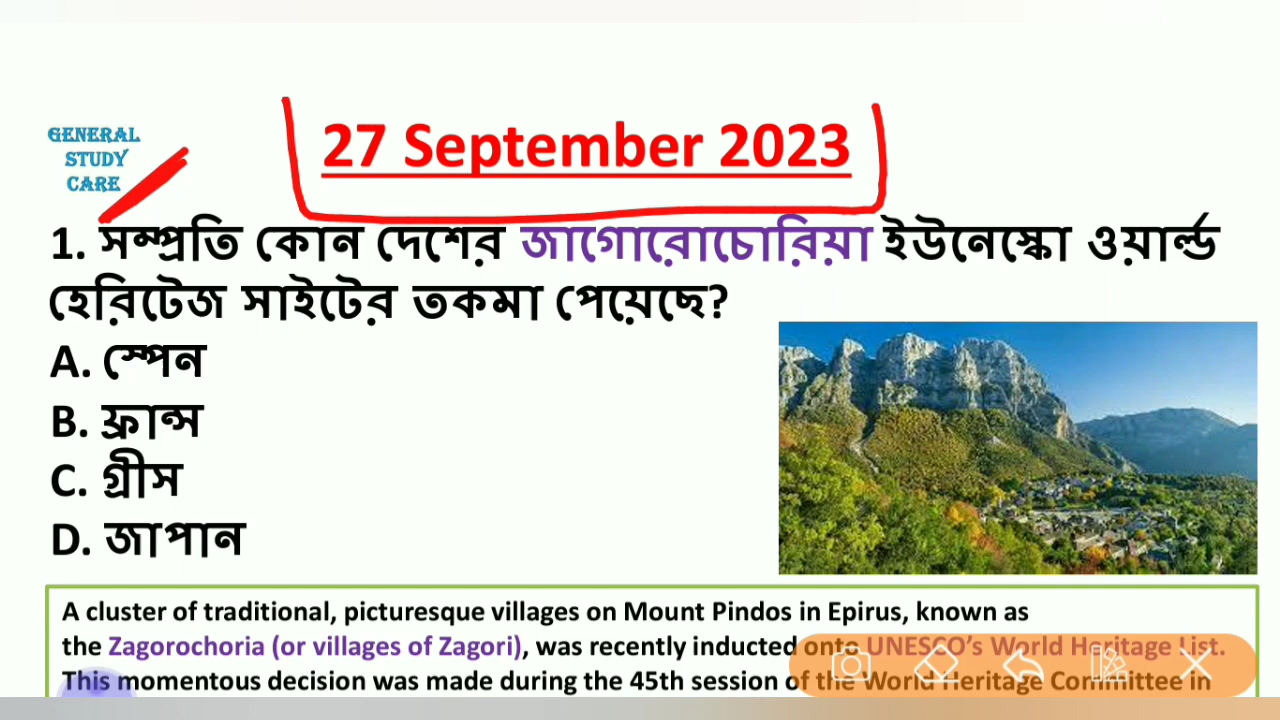 27 September 2023
GENERAL
STUDY
CARE
1. সম্প্রতি কোন দেশের জাগোরোচোরিয়া ইউনেস্কো ওয়ার্ল্ড
হেরিটেজ সাইটের তকমা পেয়েছে?
A. স্পেন
B. ফ্রান্স
C. গ্রীস
D. জাপান
A cluster of traditional, picturesque villages on Mount Pindos in Epirus, known as
the Zagorochoria (or villages of Zagori), was recently inducted onto UNESCO’s World Heritage List.
This momentous decision was made during the 45th session of the World Heritage Committee in